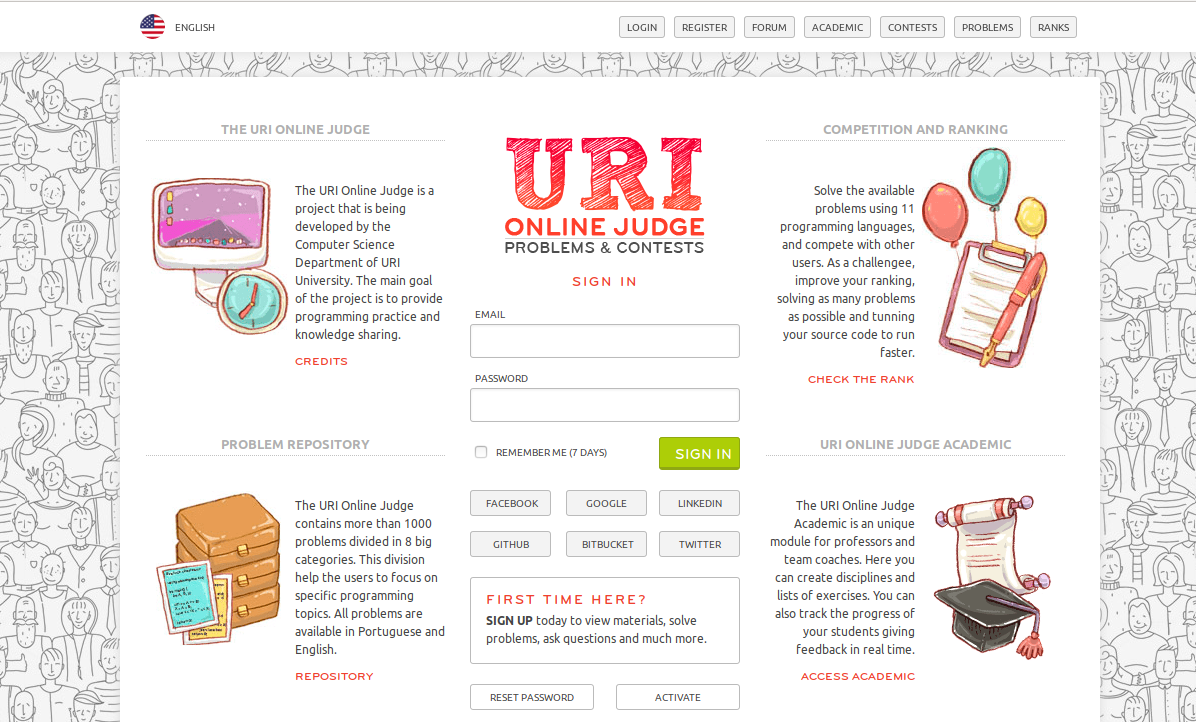 ENGLISH
LOGIN
REGISTER
FORUM
ACADEMIC
CONTESTS
PROBLEMS
RANKS
THE URI ONLINE JUDGE
The URI Online Judge is a
project that is being
developed by the
Computer Science
Department of URI
University. The main goal
of the project is to provide
programming practice and
knowledge sharing.
CREDITS
PROBLEM REPOSITORY
The URI Online Judge
contains more than 1000
problems divided in 8 big
categories. This division
help the users to focus on
specific programming
topics. All problems are
available in Portuguese and
English.
REPOSITORY
URI
ONLINE JUDGE
PROBLEMS & CONTESTS
SIGN IN
EMAIL
PASSWORD
REMEMBER ME (7 DAYS)
SIGN IN
FACEBOOK
GOOGLE
LINKEDIN
GITHUB
BITBUCKET
TWITTER
FIRST TIME HERE?
SIGN UP today to view materials, solve
problems, ask questions and much more.
RESET PASSWORD
ACTIVATE
COMPETITION AND RANKING
Solve the available
problems using 11
programming languages,
and compete with other
users. As a challengee,
improve your ranking,
solving as many problems
as possible and tunning
your source code to run
faster.
CHECK THE RANK
URI ONLINE JUDGE ACADEMIC
The URI Online Judge
Academic is an unique
module for professors and
team coaches. Here you
can create disciplines and
lists of exercises. You can
also track the progress of
your students giving
feedback in real time.
ACCESS ACADEMIC